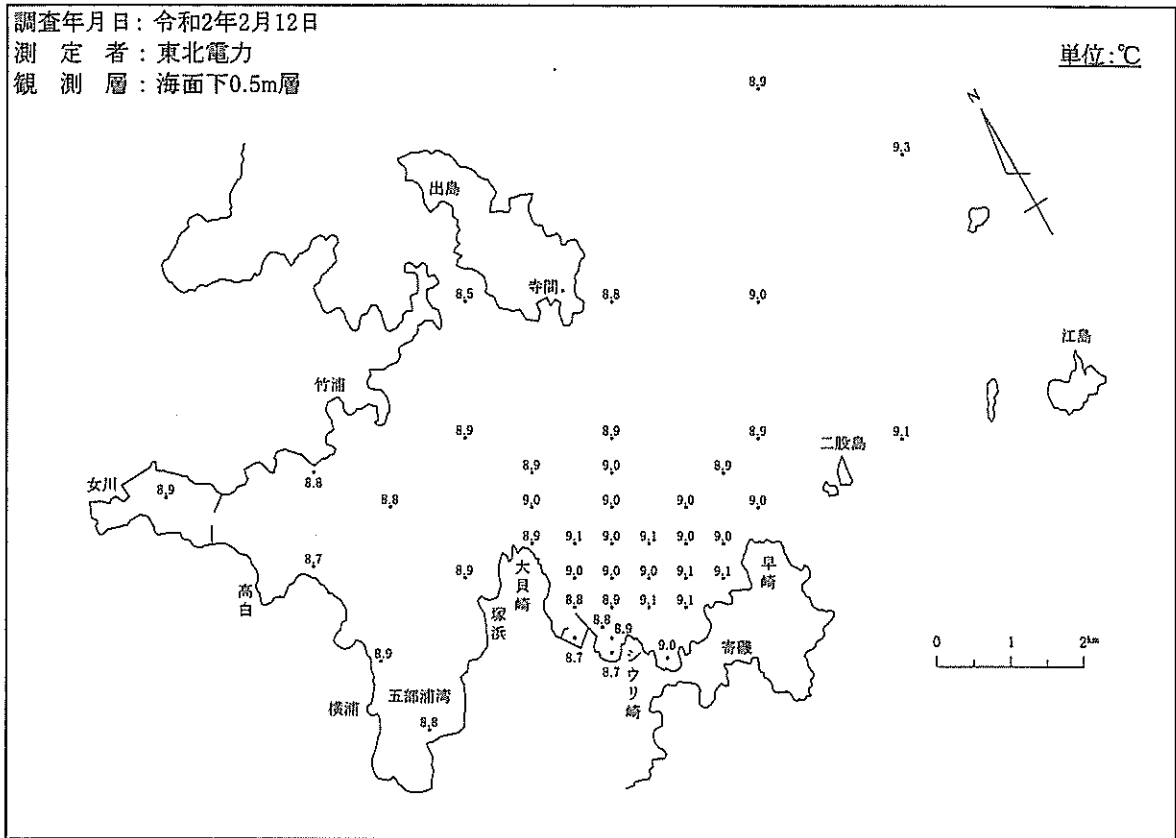 調査年月日：令和2年2月12日
測定者：東北電力
観測層：海面下0.5m層
単位：℃
8.9
N
9.3
出島
寺間
8.5
8.8
9.0
江島
竹浦
8.9
8.9
8.9
9.1
二股島
8.9
9.0
8.9
女川
8.9
8.8
8.8
9.0
9.0
9.0
9.0
8.9
9.1
9.0
9.1
9.0
9.0
8.7
8.9
大貝崎
9.0
9.0
9.0
9.1
9.1
早崎
高白
塚浜
8.8
8.9
9.1
9.1
8.8
8.9
8.7
8.7
シウリ崎
9.0
寄磯
0 1 2km
8.9
五部浦湾
横浦
8.8